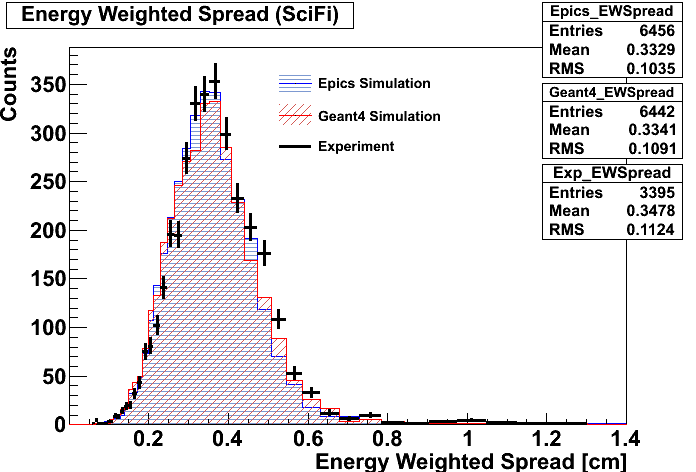 Energy Weighted Spread (SciFi)
Counts
350
300
250
200
150
100
50
0
0.2
0.4
0.6
0.8
1
1.2
1.4
Energy Weighted Spread [cm]
Epics Simulation
Geant4 Simulation
Experiment
Epics_EWSpread
Entries 6456
Mean 0.3329
RMS 0.1035
Geant4_EWSpread
Entries 6442
Mean 0.3341
RMS 0.1091
Exp_EWSpread
Entries 3395
Mean 0.3478
RMS 0.1124